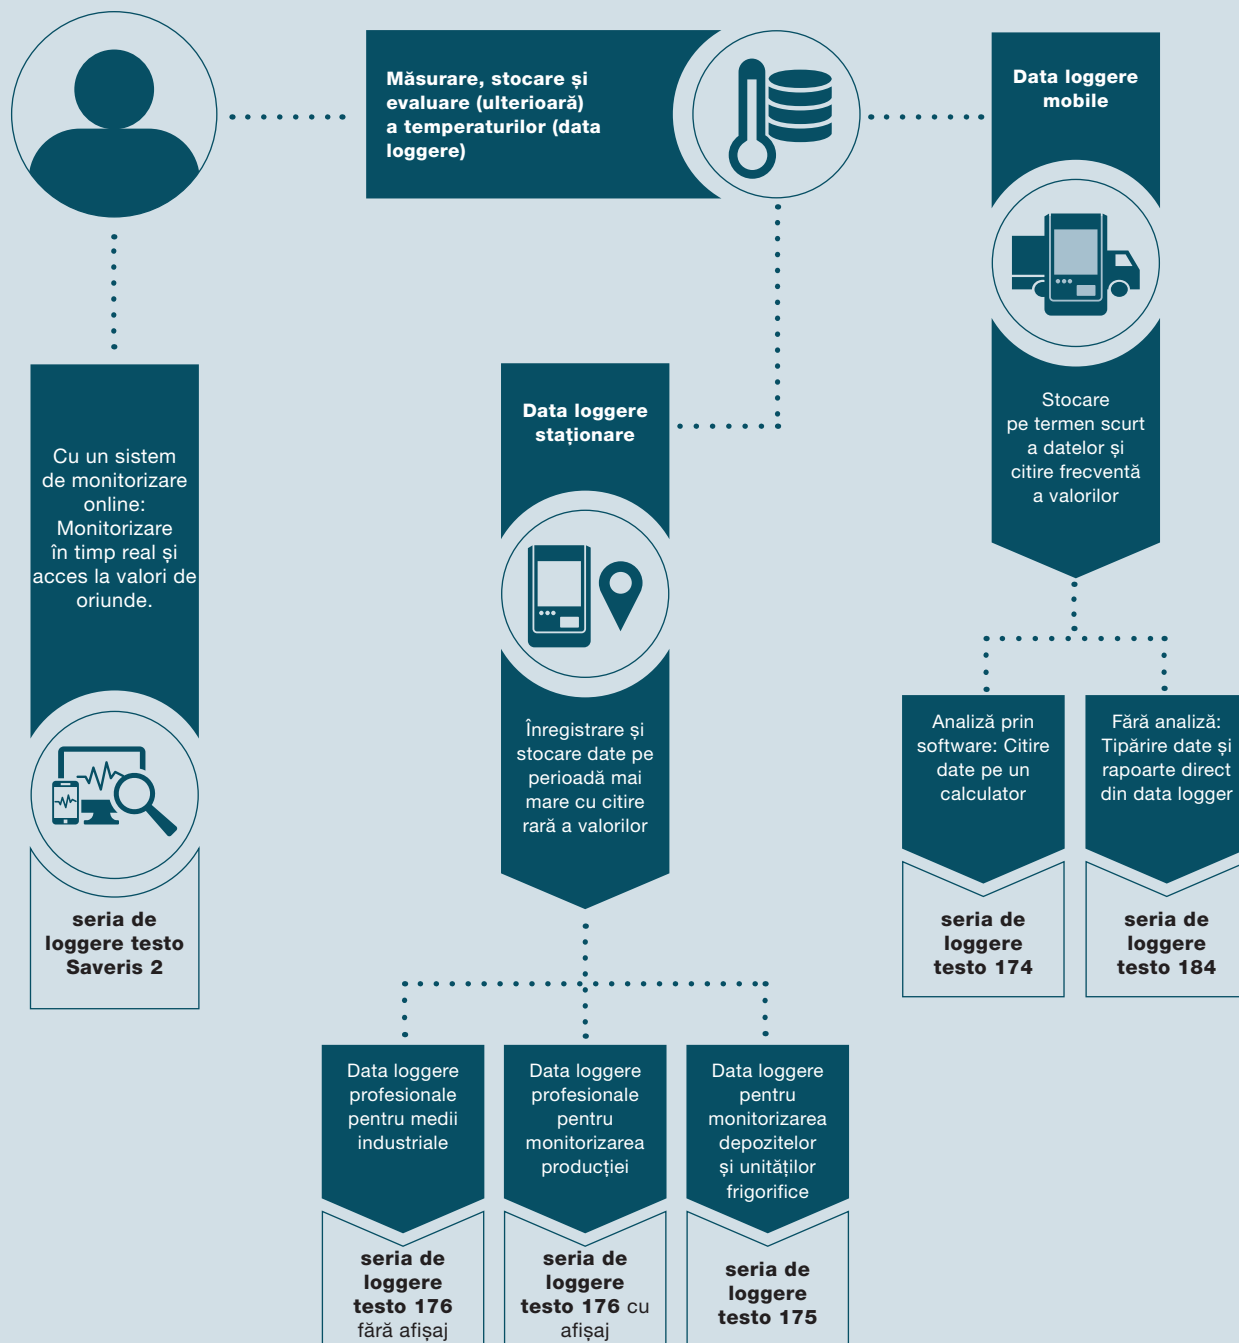 Măsurare, stocare și
evaluare (ulterioară)
a temperaturilor (data
loggere)
Data loggere
mobile
Stocare
pe termen scurt
a datelor și
citire frecventă
a valorilor
Cu un sistem
de monitorizare
online:
Monitorizare
în timp real și
acces la valori de
oriunde.
seria de
loggere testo
Saveris 2
Data loggere
staționare
Înregistrare și
stocare date pe
perioadă mai
mare cu citire
rară a valorilor
Analiză prin
software: Citire
date pe un
calculator
seria de
loggere
testo 174
Fără analiză:
Tipărire date și
rapoarte direct
din data logger
seria de
loggere
testo 184
Data loggere
profesionale
pentru medii
industriale
seria de
loggere
testo 176
fără afișaj
Data loggere
profesionale
pentru
monitorizarea
producției
seria de
loggere
testo 176 cu
afișaj
Data loggere
pentru
monitorizarea
depozitelor
și unităților
frigorifice
seria de
loggere
testo 175